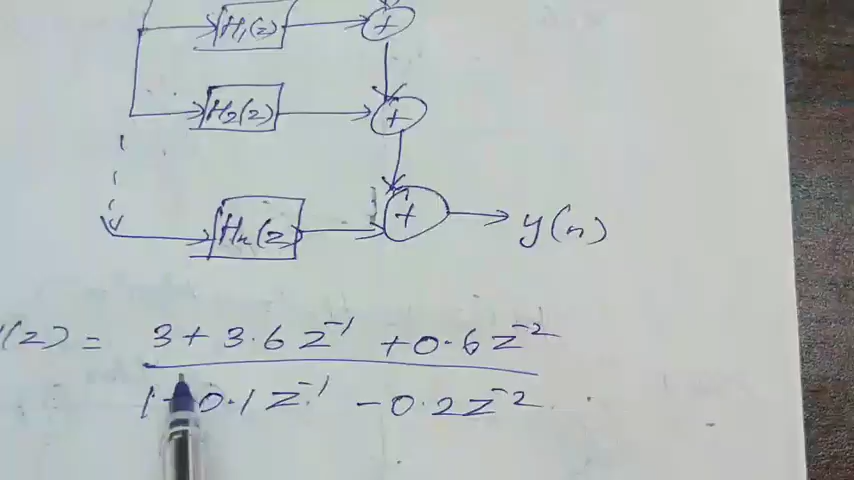 H₁(z)
+
H₂(z)
+
Hₙ(z)
+
y(n)
(z) = 3 + 3.6 z⁻¹ + 0.6 z⁻²
1 0.1 z⁻¹ - 0.2 z⁻²